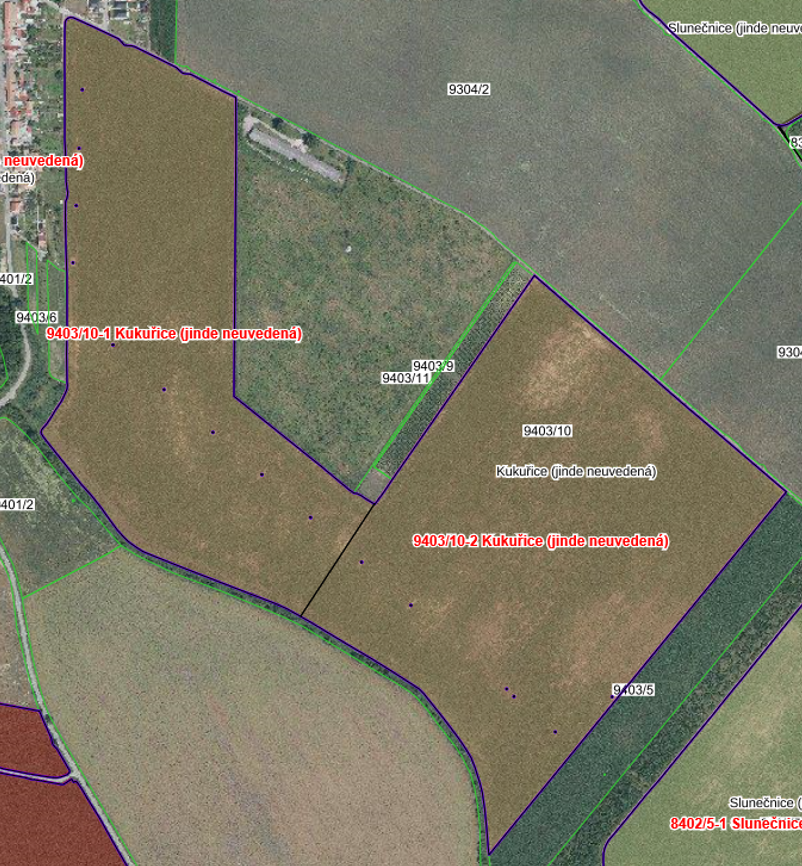 Slunečnice (jinde neuve
9304/2
83
neuvedená)
dená)
401/2
9403/6
9403/10-1 Kukuřice (jinde neuvedená)
9304
9403/9
9403/11
9403/10
Kukuřice (jinde neuvedená)
401/2
9403/10-2 Kukuřice (jinde neuvedená)
9403/5
Slunečnice (
8402/5-1 Slunečnice